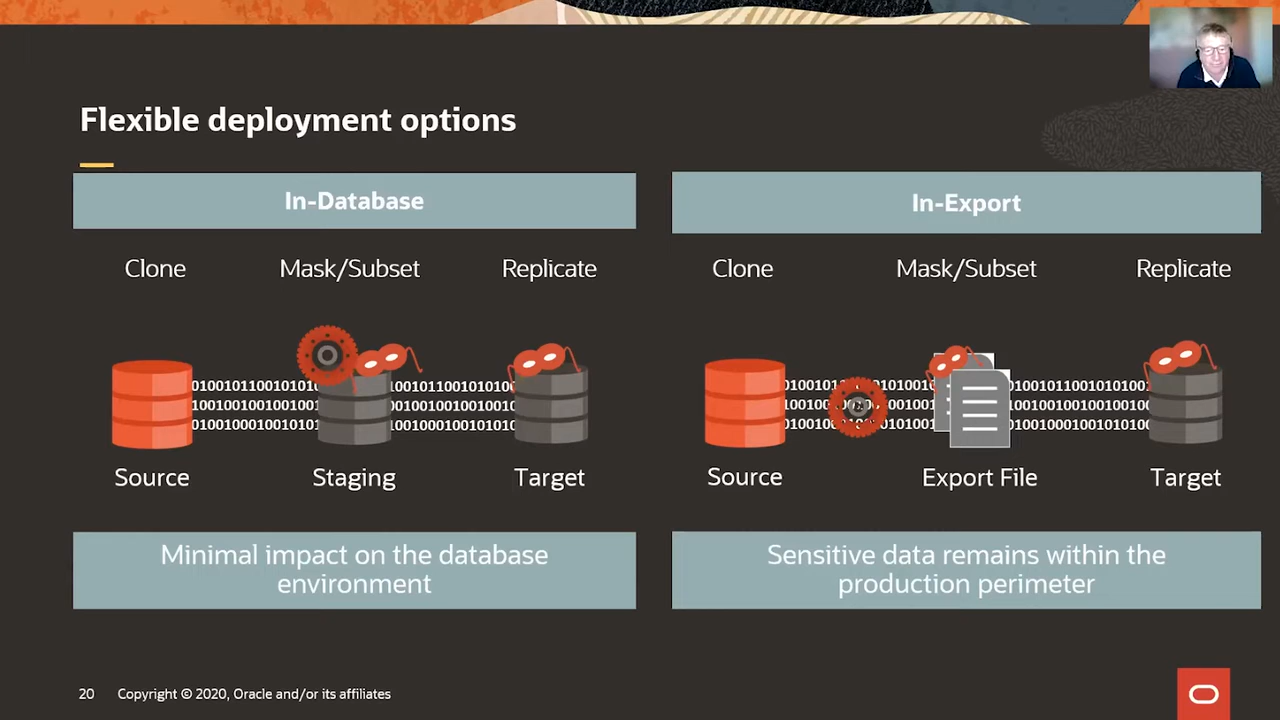 Flexible deployment options
In-Database
Clone Mask/Subset Replicate
Source Staging Target
Minimal impact on the database
environment
In-Export
Clone Mask/Subset Replicate
Source Export File Target
Sensitive data remains within the
production perimeter
20 Copyright © 2020, Oracle and/or its affiliates